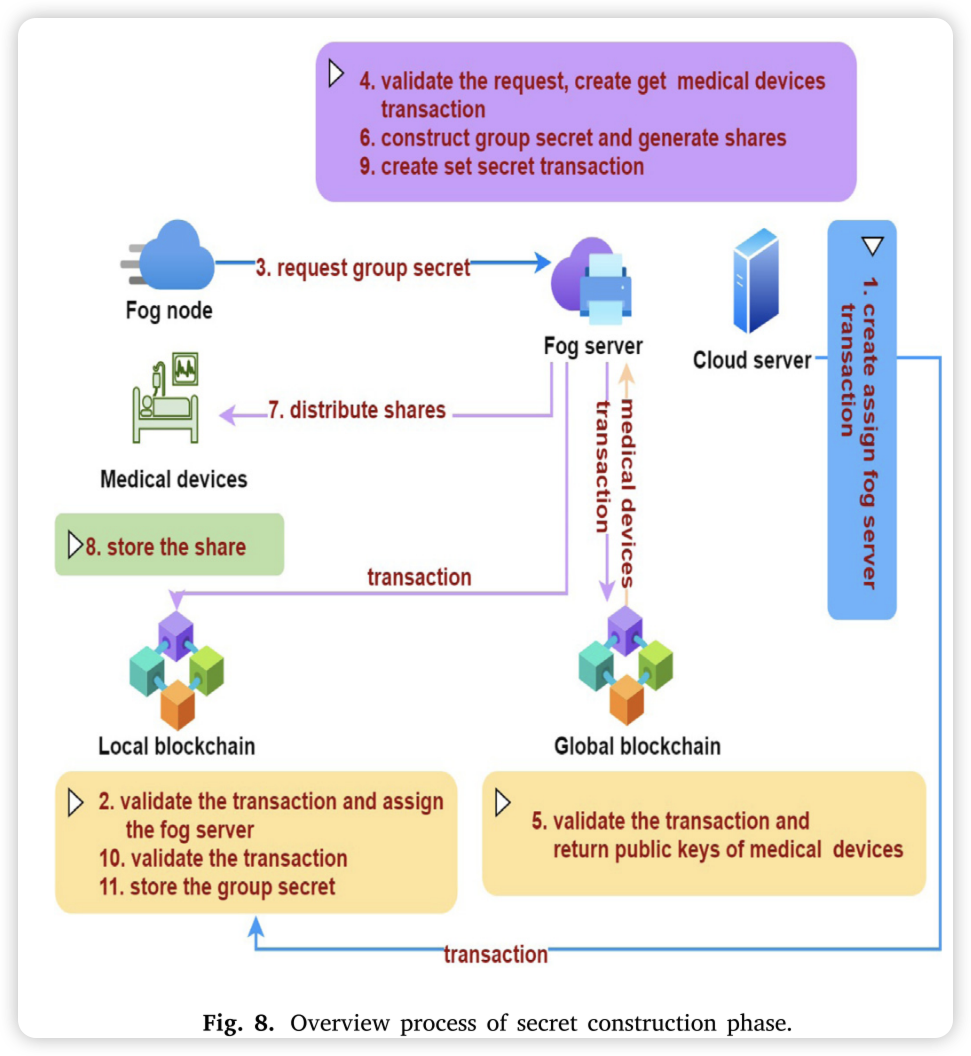 4. validate the request, create get medical devices
transaction
6. construct group secret and generate shares
9. create set secret transaction
3. request group secret
Fog node
Fog server
Cloud server
1. create assign fog server
transaction
7. distribute shares
Medical devices
transaction
medical devices
8. store the share
transaction
Local blockchain
Global blockchain
2. validate the transaction and assign
the fog server
10. validate the transaction
11. store the group secret
5. validate the transaction and
return public keys of medical devices
transaction
Fig. 8. Overview process of secret construction phase.